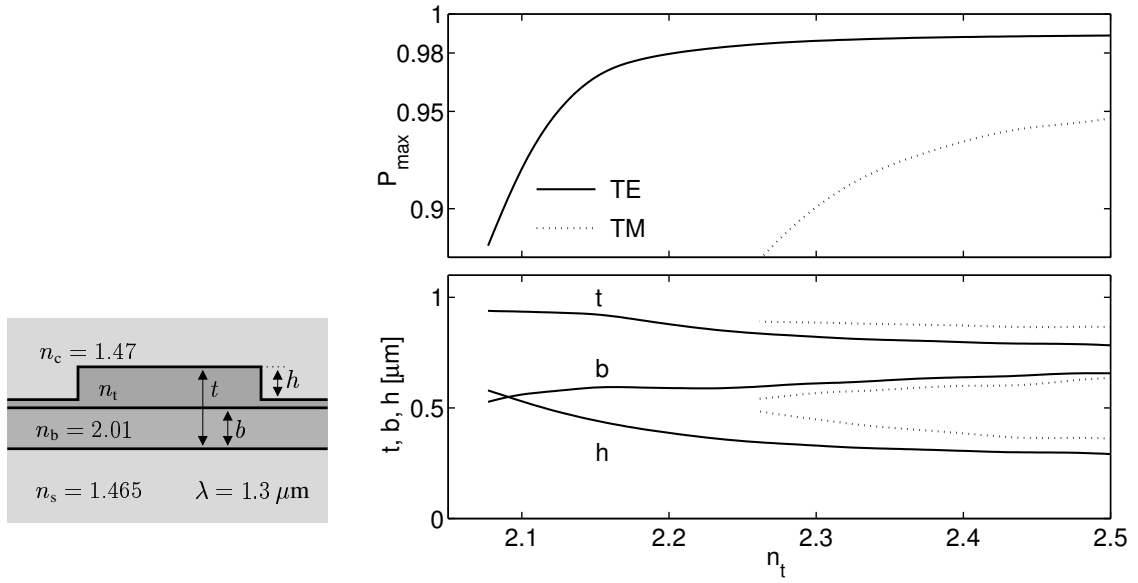 n_c = 1.47
n_t
t
h
n_b = 2.01
b
n_s = 1.465
λ = 1.3 μm
1
0.98
0.95
0.9
P_max
TE
TM
1
0.5
0
t, b, h [μm]
t
b
h
2.1
2.2
2.3
2.4
2.5
n_t